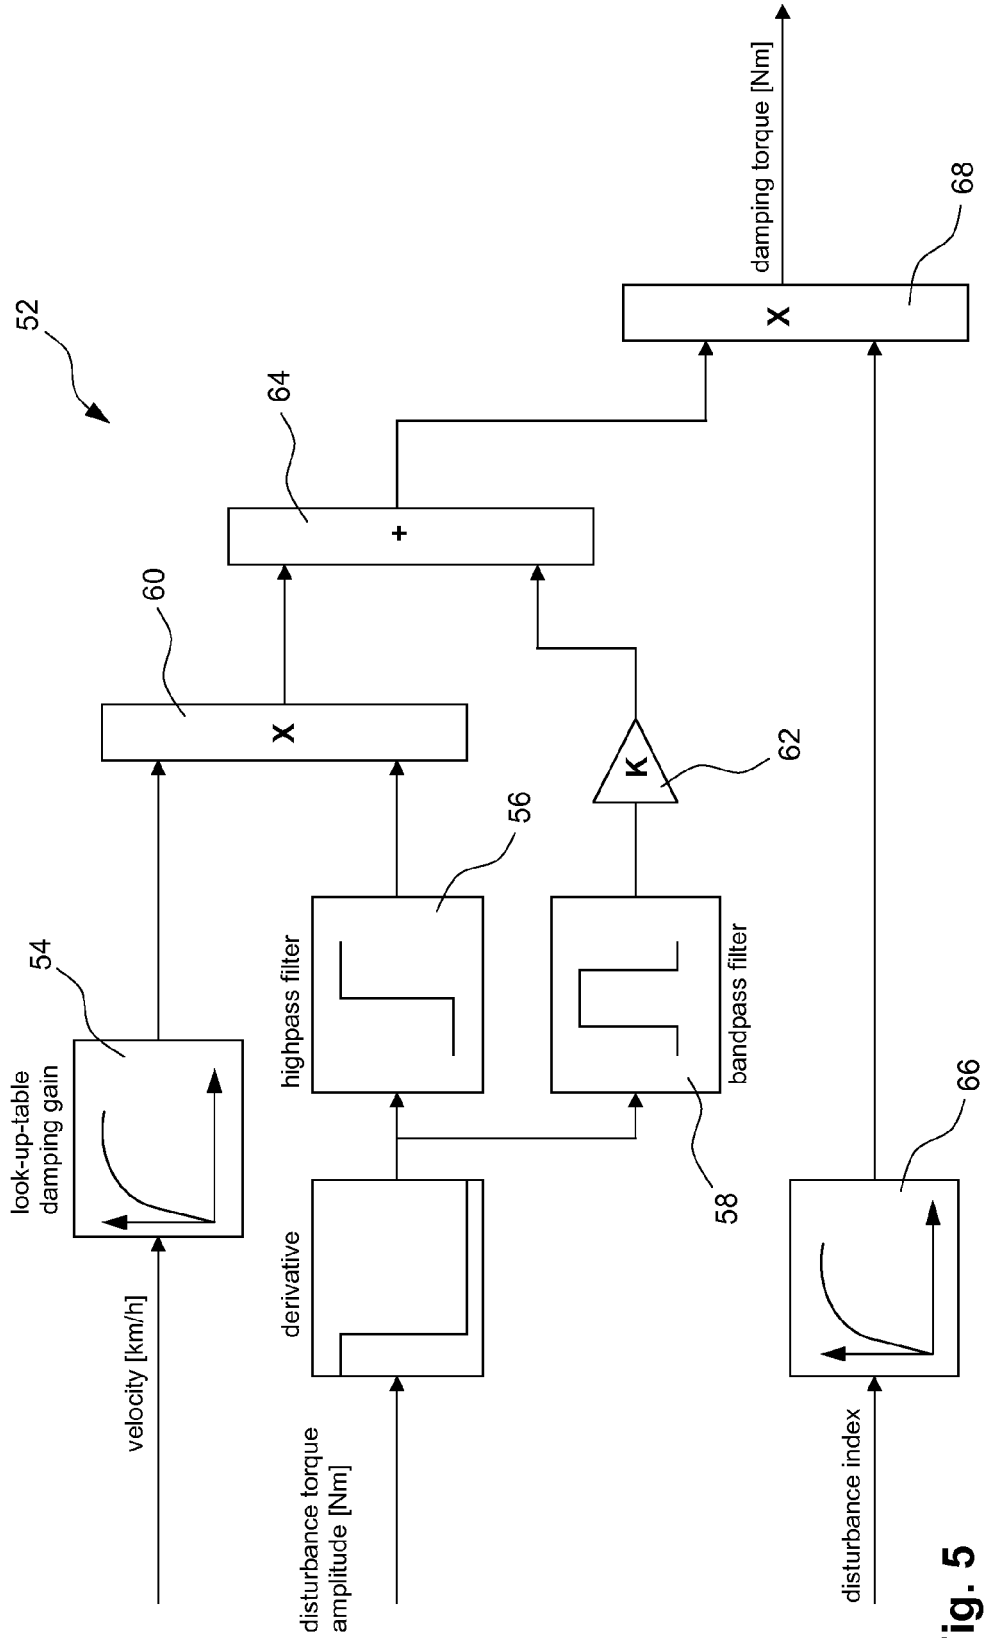 52
look-up-table
damping gain
54
velocity [km/h]
60
X
64
+
derivative
disturbance torque
amplitude [Nm]
highpass filter
56
bandpass filter
58
K
62
disturbance index
66
X
68
damping torque [Nm]
ig. 5